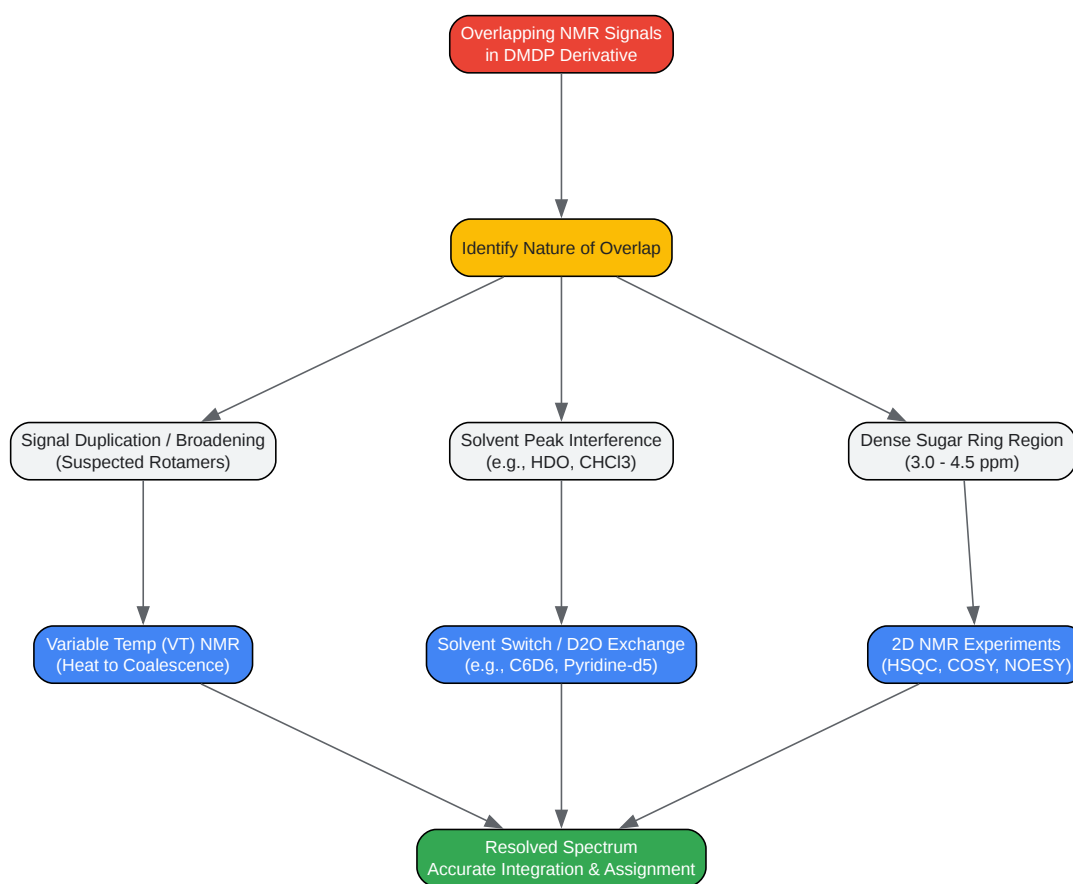 Overlapping NMR Signals
in DMDP Derivative
Identify Nature of Overlap
Signal Duplication / Broadening
(Suspected Rotamers)
Solvent Peak Interference
(e.g., HDO, CHCl3)
Dense Sugar Ring Region
(3.0 - 4.5 ppm)
Variable Temp (VT) NMR
(Heat to Coalescence)
Solvent Switch / D2O Exchange
(e.g., C6D6, Pyridine-d5)
2D NMR Experiments
(HSQC, COSY, NOESY)
Resolved Spectrum
Accurate Integration & Assignment